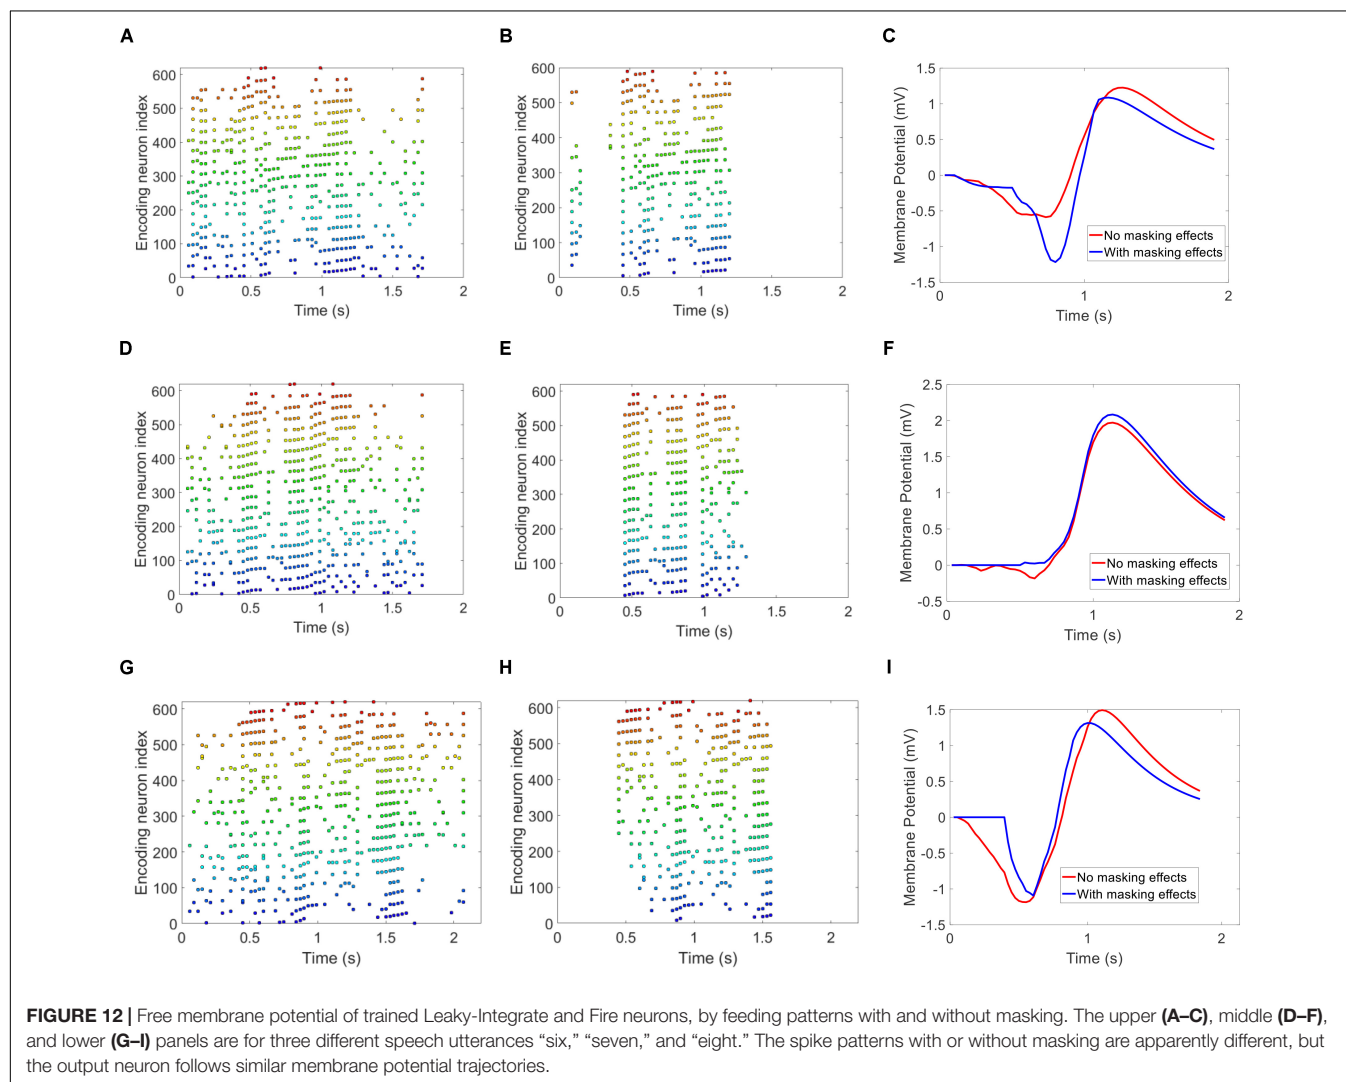 A
B
C
600
500
400
300
200
100
0
Encoding neuron index
0
0.5
1
1.5
2
Time (s)
600
500
400
300
200
100
0
Encoding neuron index
0
0.5
1
1.5
2
Time (s)
1.5
1
0.5
0
-0.5
-1
-1.5
Membrane Potential (mV)
No masking effects
With masking effects
0
1
2
Time (s)
D
E
F
600
500
400
300
200
100
0
Encoding neuron index
0
0.5
1
1.5
2
Time (s)
600
500
400
300
200
100
0
Encoding neuron index
0
0.5
1
1.5
2
Time (s)
2.5
2
1.5
1
0.5
0
-0.5
Membrane Potential (mV)
No masking effects
With masking effects
0
1
2
Time (s)
G
H
I
600
500
400
300
200
100
0
Encoding neuron index
0
0.5
1
1.5
2
Time (s)
600
500
400
300
200
100
0
Encoding neuron index
0.5
1
1.5
2
Time (s)
1.5
1
0.5
0
-0.5
-1
-1.5
Membrane Potential (mV)
No masking effects
With masking effects
0
1
2
Time (s)
FIGURE 12 | Free membrane potential of trained Leaky-Integrate and Fire neurons, by feeding patterns with and without masking. The upper (A–C), middle (D–F),
and lower (G–I) panels are for three different speech utterances “six,” “seven,” and “eight.” The spike patterns with or without masking are apparently different, but
the output neuron follows similar membrane potential trajectories.